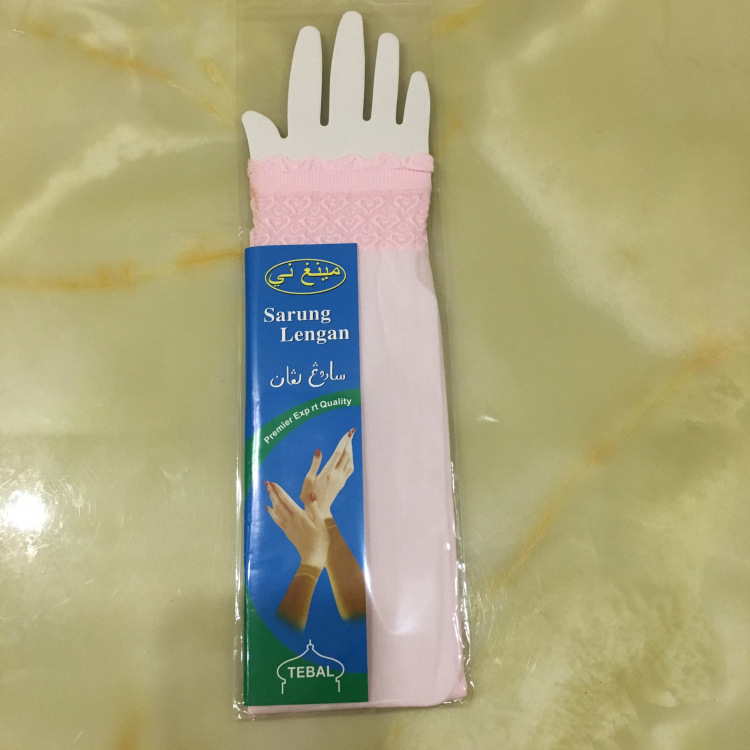 مينغ ني
Sarung
Lengan
ساروڠ لڠان
Premier Exp rt Quality
TEBAL